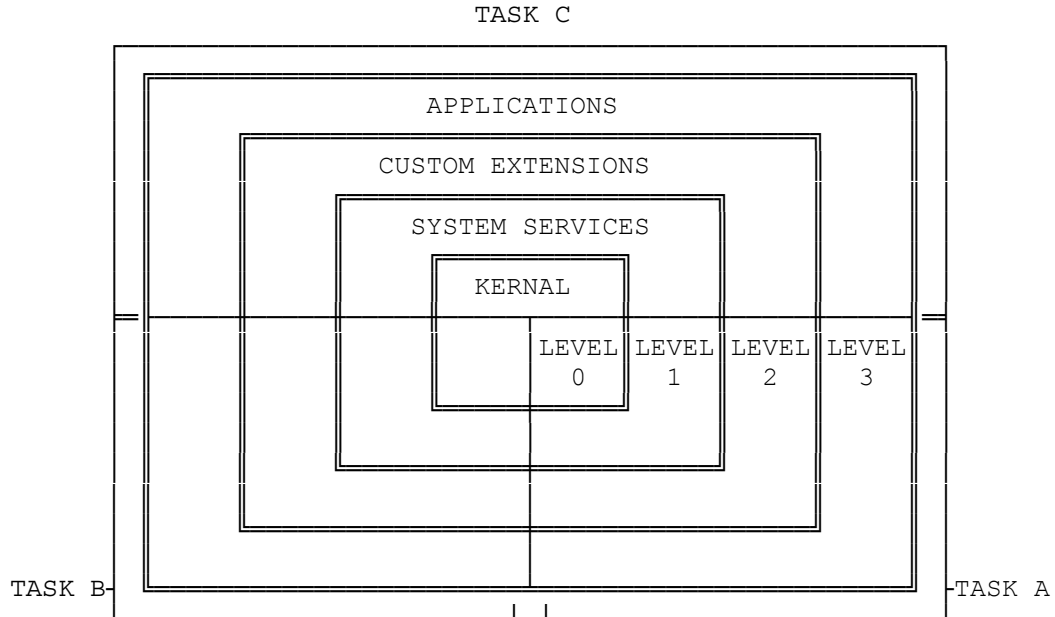 TASK C
APPLICATIONS
CUSTOM EXTENSIONS
SYSTEM SERVICES
KERNAL
LEVEL LEVEL LEVEL LEVEL
0 1 2 3
TASK B TASK A